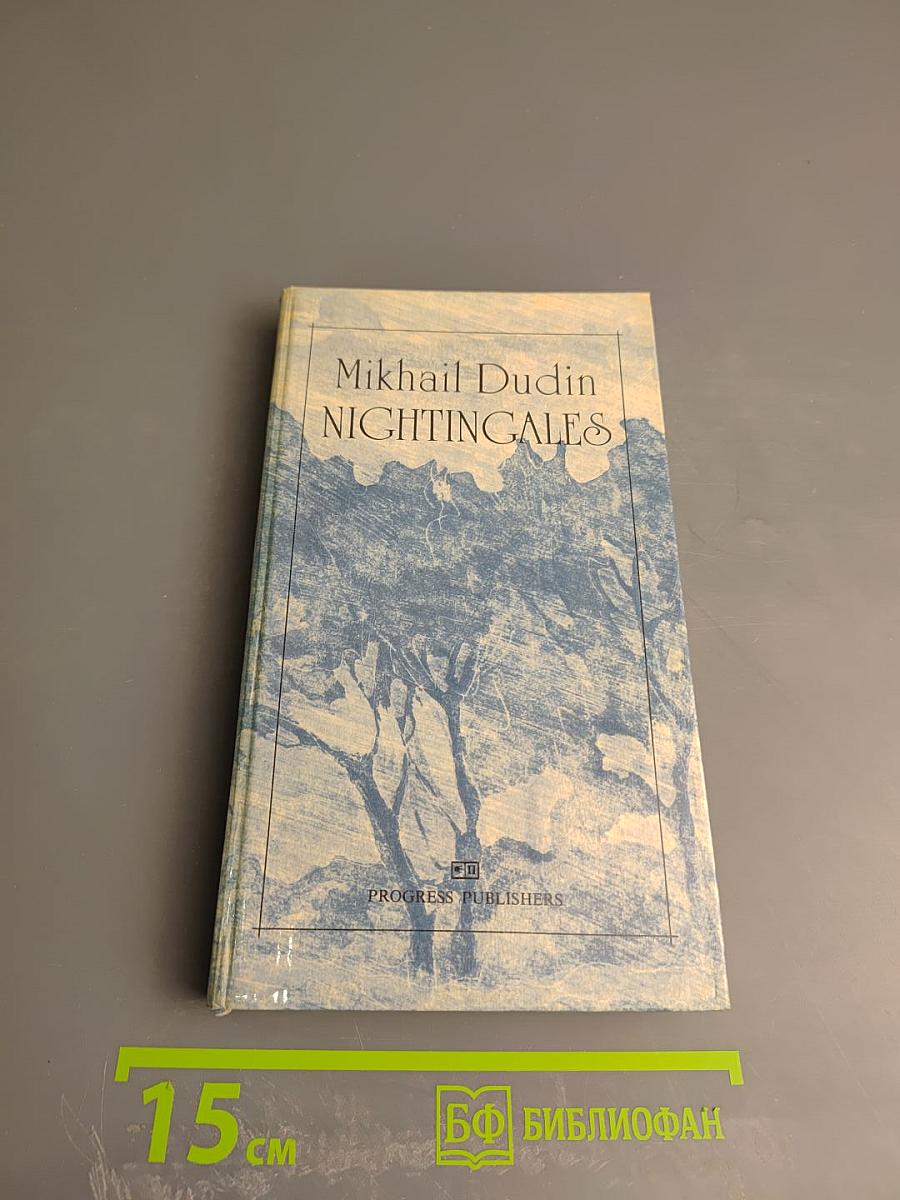 Mikhail Dudin
NIGHTINGALES
PROGRESS PUBLISHERS
15 см
БФ БИБЛИОФАН